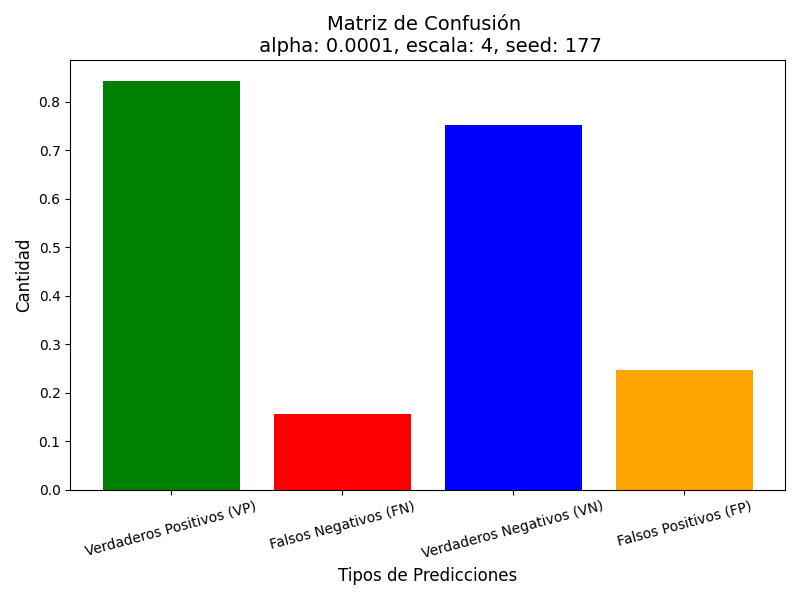 Matriz de Confusión
alpha: 0.0001, escala: 4, seed: 177
Cantidad
0.8
0.7
0.6
0.5
0.4
0.3
0.2
0.1
0.0
Verdaderos Positivos (VP)
Falsos Negativos (FN)
Verdaderos Negativos (VN)
Falsos Positivos (FP)
Tipos de Predicciones